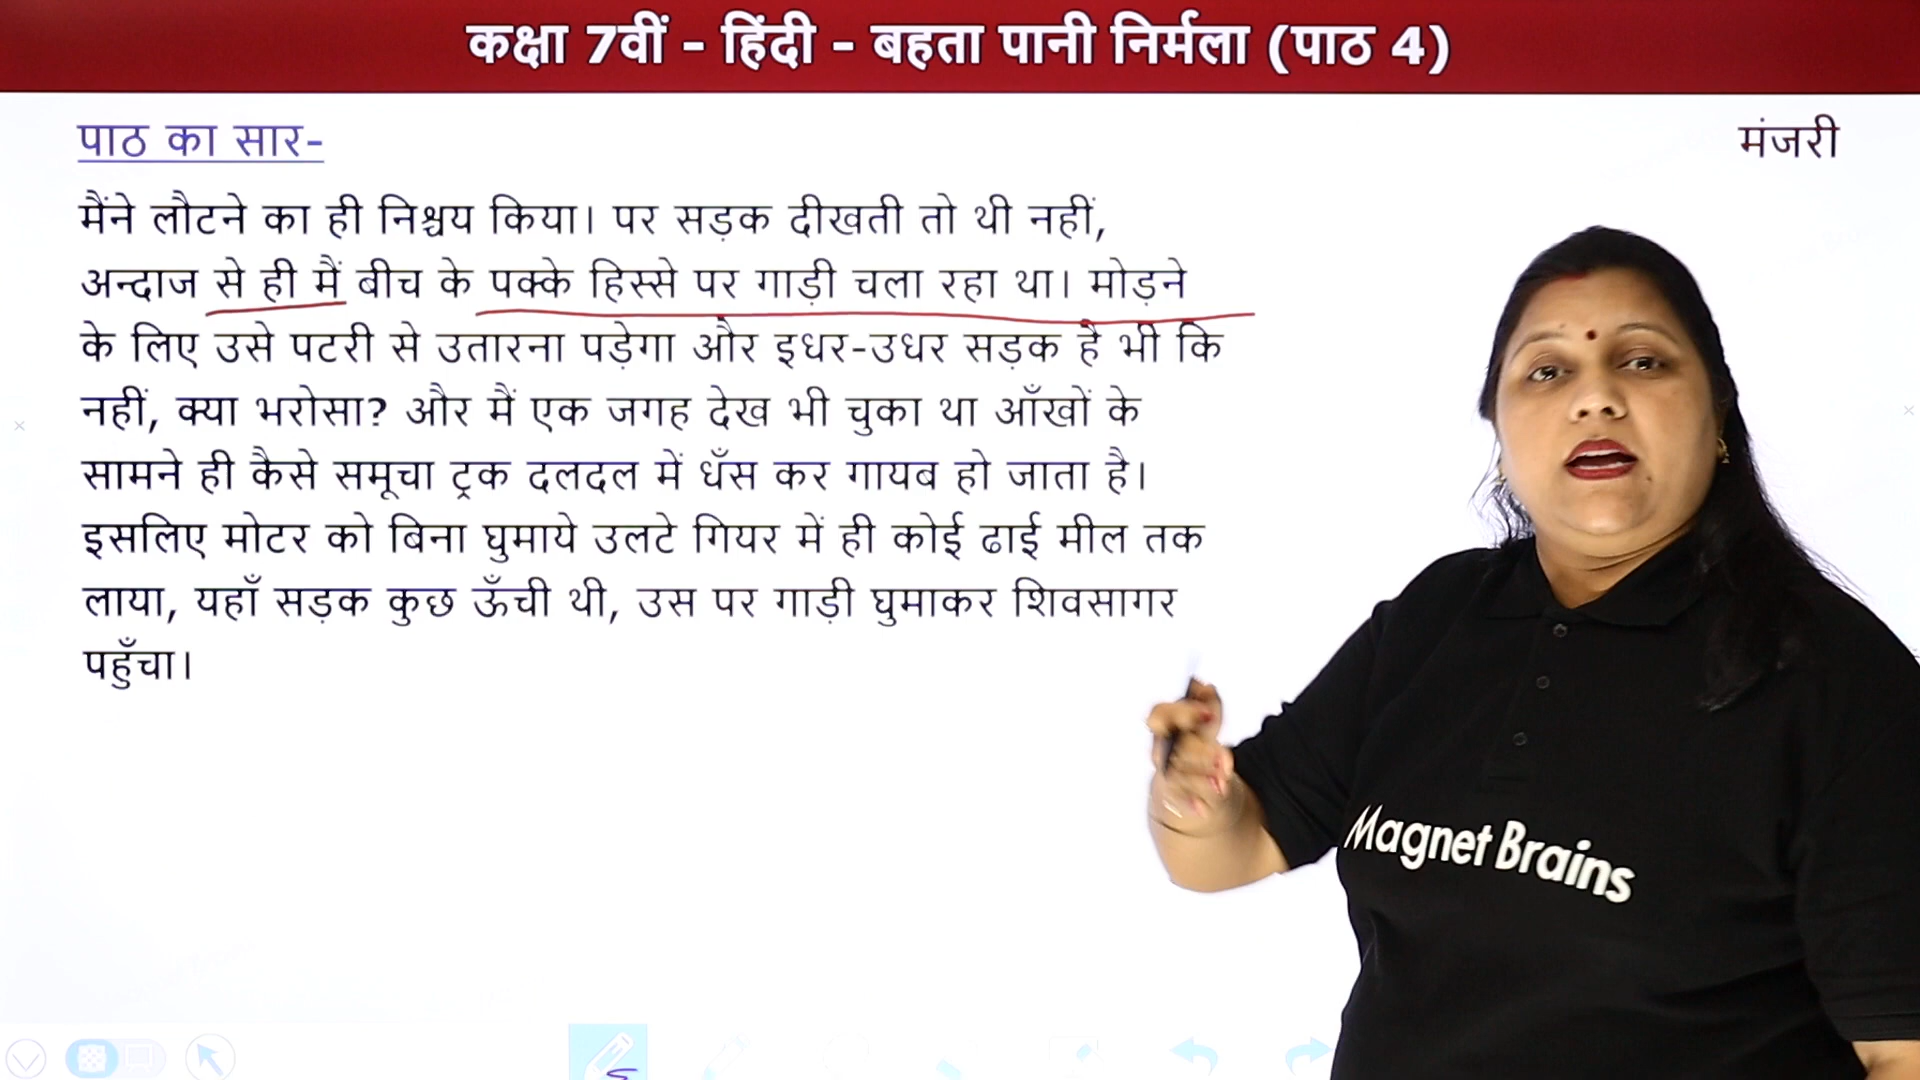 कक्षा 7वीं - हिंदी - बहता पानी निर्मला (पाठ 4)
पाठ का सार-
मंजरी
मैंने लौटने का ही निश्चय किया। पर सड़क दीखती तो थी नहीं,
अन्दाज से ही मैं बीच के पक्के हिस्से पर गाड़ी चला रहा था। मोड़ने
के लिए उसे पटरी से उतारना पड़ेगा और इधर-उधर सड़क है भी कि
नहीं, क्या भरोसा? और मैं एक जगह देख भी चुका था आँखों के
सामने ही कैसे समूचा ट्रक दलदल में धँस कर गायब हो जाता है।
इसलिए मोटर को बिना घुमाये उलटे गियर में ही कोई ढाई मील तक
लाया, यहाँ सड़क कुछ ऊँची थी, उस पर गाड़ी घुमाकर शिवसागर
पहुँचा।
Magnet Brains